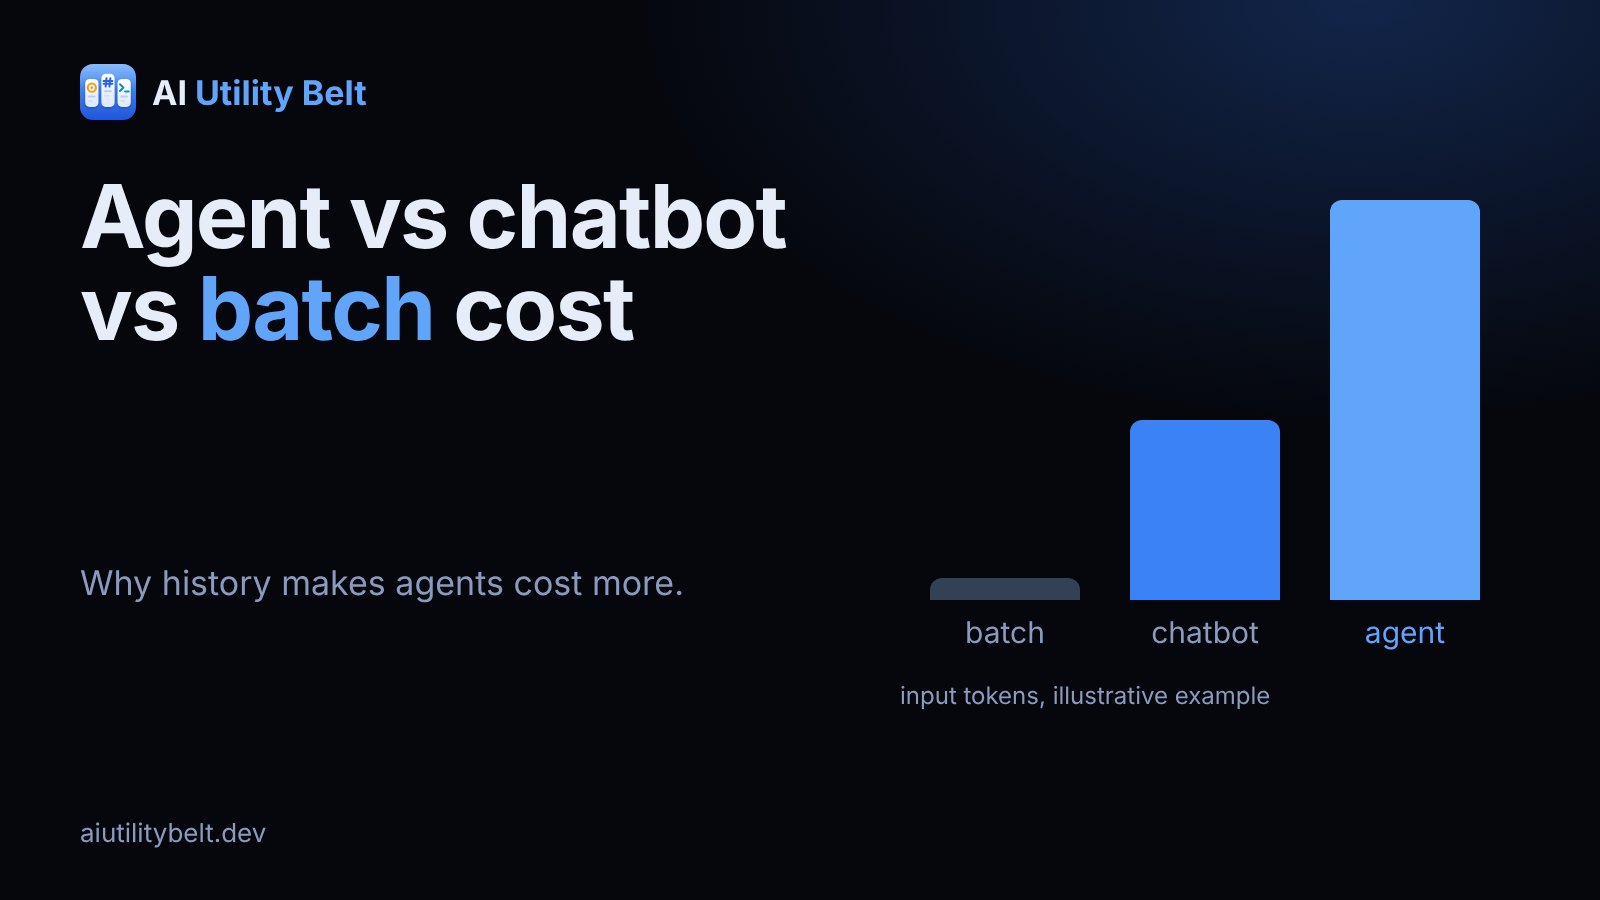 AI Utility Belt
Agent vs chatbot
vs batch cost
Why history makes agents cost more.
batch
chatbot
agent
input tokens, illustrative example
aiutilitybelt.dev